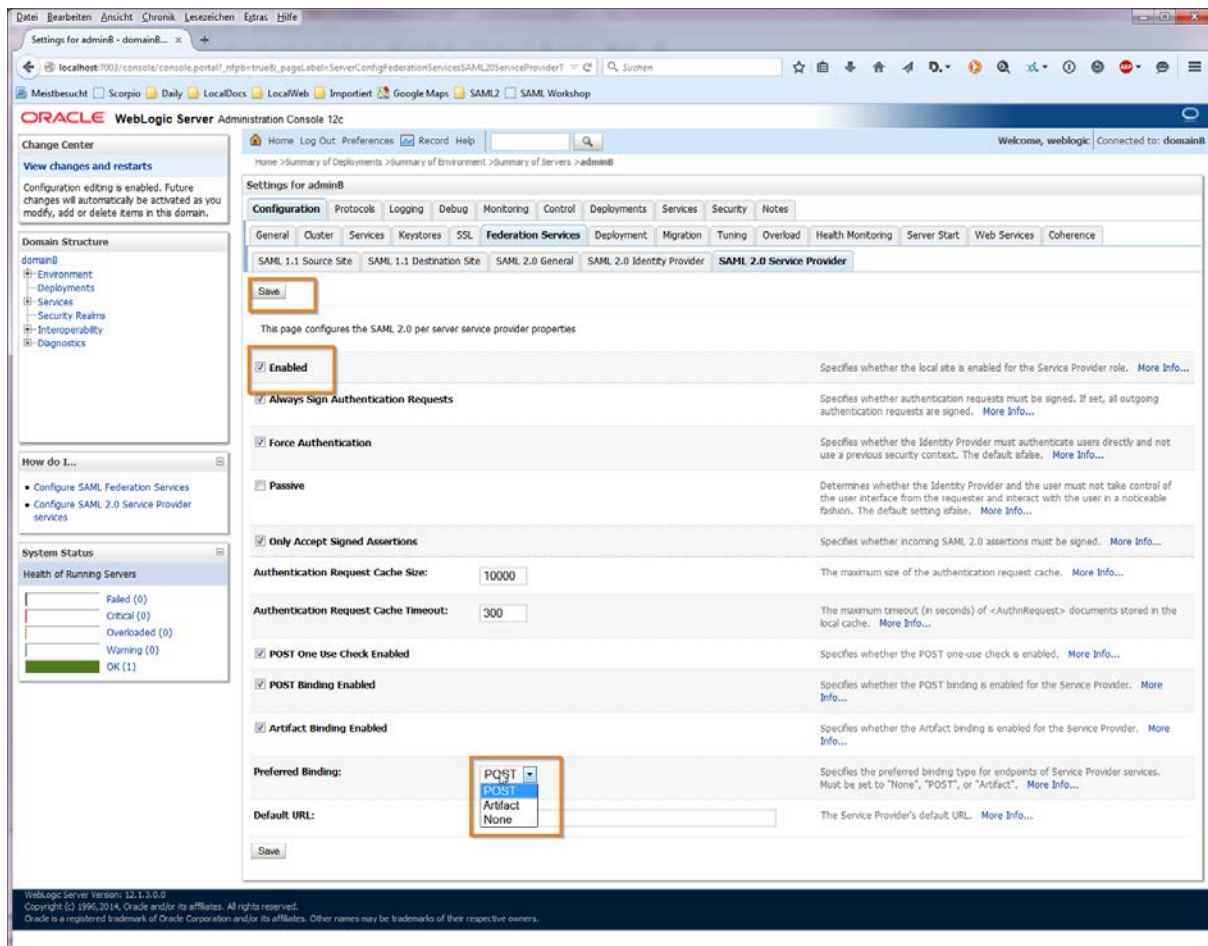 Datei Bearbeiten Ansicht Chronik Lesezeichen Extras Hilfe
Settings for adminB - domainB...
localhost:7003/console/console.portal?_nfpb=true&_pageLabel=ServerConfigFederationServicesSAML20ServiceProviderT
Suchen
Meistbesucht Scorpio Daily LocalDocs LocalWeb Importiert Google Maps SAML2 SAML Workshop
ORACLE WebLogic Server Administration Console 12c
Change Center
View changes and restarts
Configuration editing is enabled. Future
changes will automatically be activated as you
modify, add or delete items in this domain.
Domain Structure
domainB
Environment
Deployments
Services
Security Realms
Interoperability
Diagnostics
How do I...
Configure SAML Federation Services
Configure SAML 2.0 Service Provider
services
System Status
Health of Running Servers
Failed (0)
Critical (0)
Overloaded (0)
Warning (0)
OK (1)
Home Log Out Preferences Record Help
Welcome, weblogic Connected to: domainB
Home >Summary of Deployments >Summary of Environment >Summary of Servers >adminB
Settings for adminB
Configuration Protocols Logging Debug Monitoring Control Deployments Services Security Notes
General Cluster Services Keystores SSL Federation Services Deployment Migration Tuning Overload Health Monitoring Server Start Web Services Coherence
SAML 1.1 Source Site SAML 1.1 Destination Site SAML 2.0 General SAML 2.0 Identity Provider SAML 2.0 Service Provider
Save
This page configures the SAML 2.0 per server service provider properties
Enabled
Specifies whether the local site is enabled for the Service Provider role. More Info...
Always Sign Authentication Requests
Specifies whether authentication requests must be signed. If set, all outgoing
authentication requests are signed. More Info...
Force Authentication
Specifies whether the Identity Provider must authenticate users directly and not
use a previous security context. The default isfalse. More Info...
Passive
Determines whether the Identity Provider and the user must not take control of
the user interface from the requester and interact with the user in a noticeable
fashion. The default setting isfalse. More Info...
Only Accept Signed Assertions
Specifies whether incoming SAML 2.0 assertions must be signed. More Info...
Authentication Request Cache Size:
10000
The maximum size of the authentication request cache. More Info...
Authentication Request Cache Timeout:
300
The maximum timeout (in seconds) of <AuthnRequest> documents stored in the
local cache. More Info...
POST One Use Check Enabled
Specifies whether the POST one-use check is enabled. More Info...
POST Binding Enabled
Specifies whether the POST binding is enabled for the Service Provider. More
Info...
Artifact Binding Enabled
Specifies whether the Artifact binding is enabled for the Service Provider. More
Info...
Preferred Binding:
POST
POST
Artifact
None
Specifies the preferred binding type for endpoints of Service Provider services.
Must be set to "None", "POST", or "Artifact". More Info...
Default URL:
The Service Provider's default URL. More Info...
Save
WebLogic Server Version: 12.1.3.0.0
Copyright (c) 1996,2014, Oracle and/or its affiliates. All rights reserved.
Oracle is a registered trademark of Oracle Corporation and/or its affiliates. Other names may be trademarks of their respective owners.